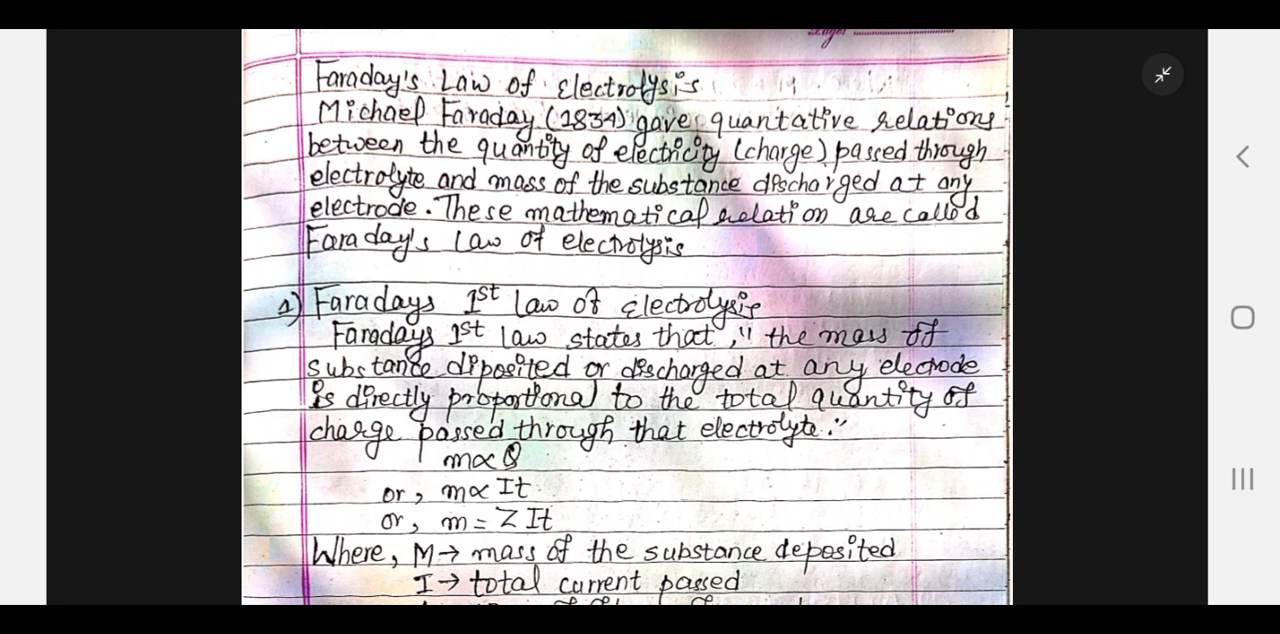 Pages
Faraday's Law of Electrolysis
Michael Faraday (1834) gave quantative relations
between the quantity of electricity (charge) passed through
electrolyte and mass of the substance discharged at any
electrode. These mathematical relation are called
Faraday's law of electrolysis
1) Faradays 1st law of electrolysis
Faradays 1st law states that, " the mass of
substance diposited or discharged at any elecrode
is directly proportional to the total quantity of
charge passed through that electrolyte."
m∝ Q
or, m∝ It
or, m = Z It
Where, M→ mass of the substance deposited
I → total current passed